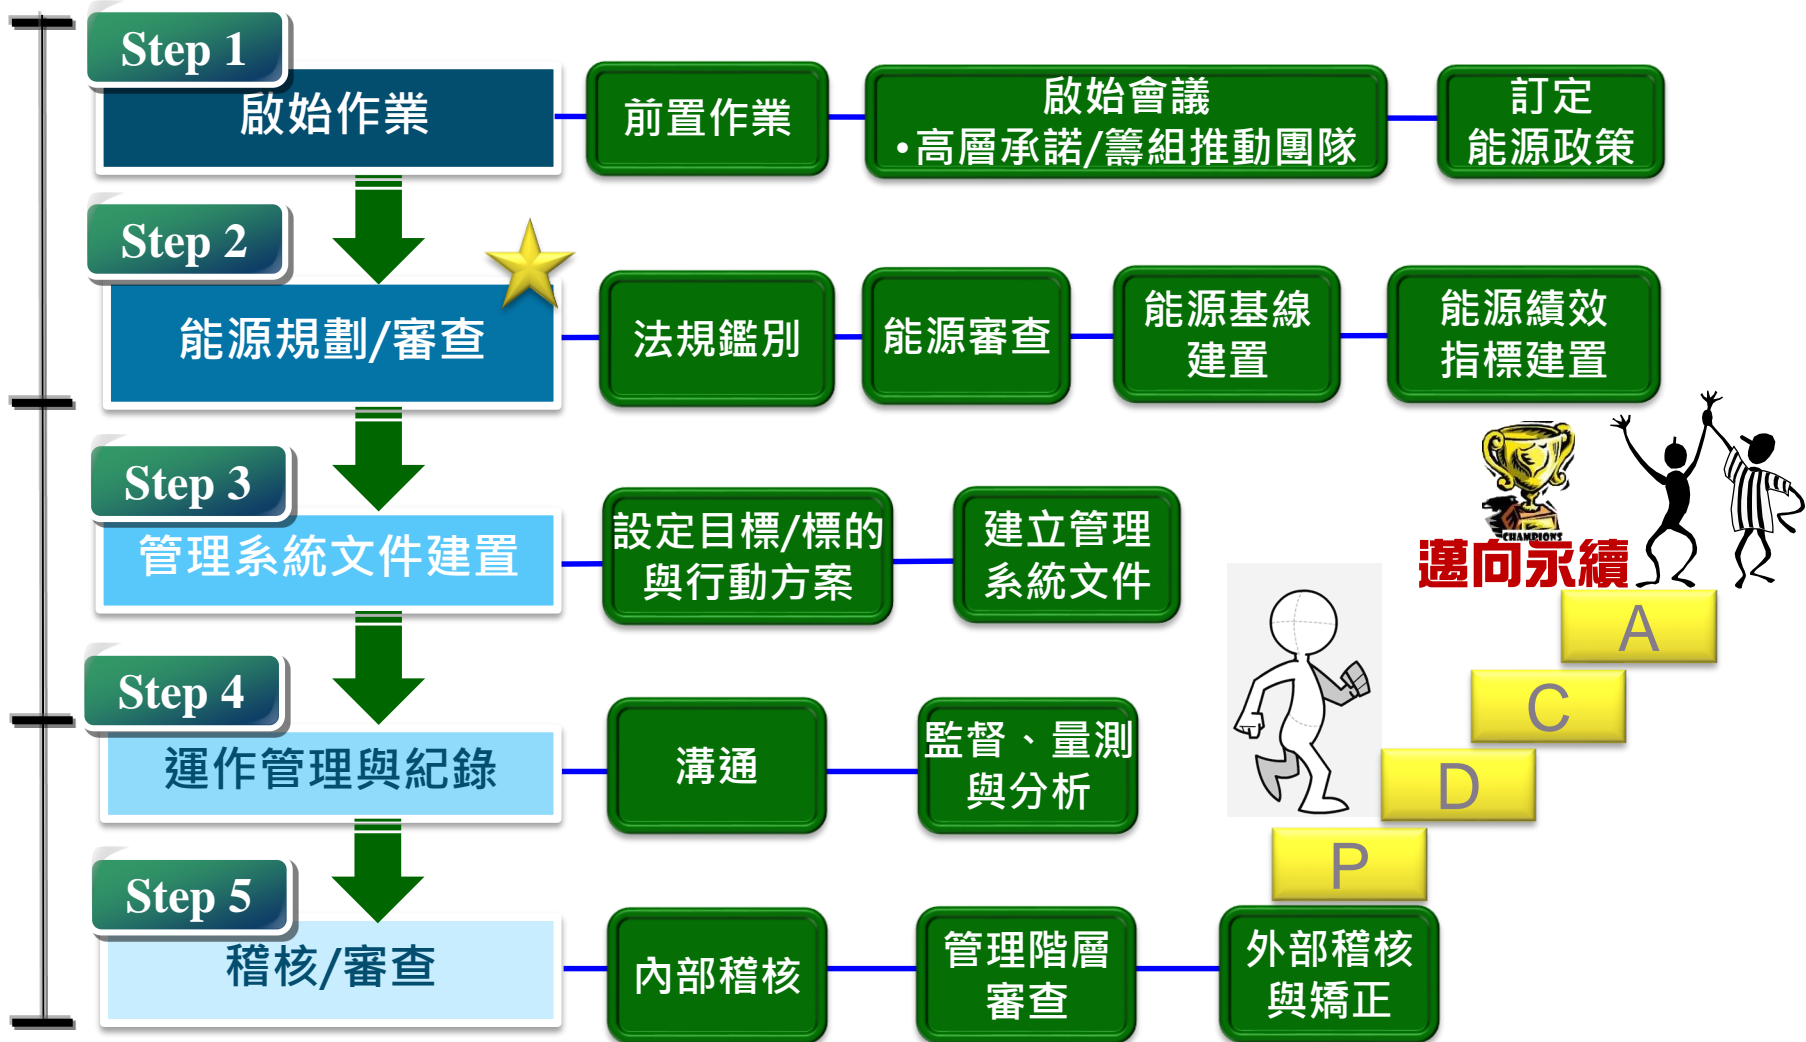 Step 1
啟始作業
前置作業
啟始會議
•高層承諾/籌組推動團隊
訂定
能源政策
Step 2
能源規劃/審查
法規鑑別
能源審查
能源基線
建置
能源績效
指標建置
Step 3
管理系統文件建置
設定目標/標的
與行動方案
建立管理
系統文件
CHAMPIONS
邁向永續
Step 4
運作管理與紀錄
溝通
監督、量測
與分析
A
C
D
P
Step 5
稽核/審查
內部稽核
管理階層
審查
外部稽核
與矯正